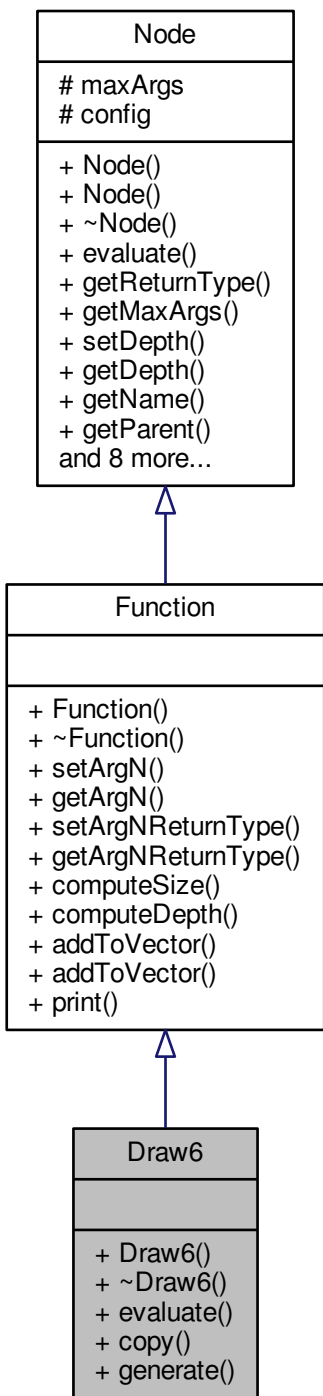 Node
# maxArgs
# config
+ Node()
+ Node()
+ ~Node()
+ evaluate()
+ getReturnType()
+ getMaxArgs()
+ setDepth()
+ getDepth()
+ getName()
+ getParent()
and 8 more...
Function
+ Function()
+ ~Function()
+ setArgN()
+ getArgN()
+ setArgNReturnType()
+ getArgNReturnType()
+ computeSize()
+ computeDepth()
+ addToVector()
+ addToVector()
+ print()
Draw6
+ Draw6()
+ ~Draw6()
+ evaluate()
+ copy()
+ generate()